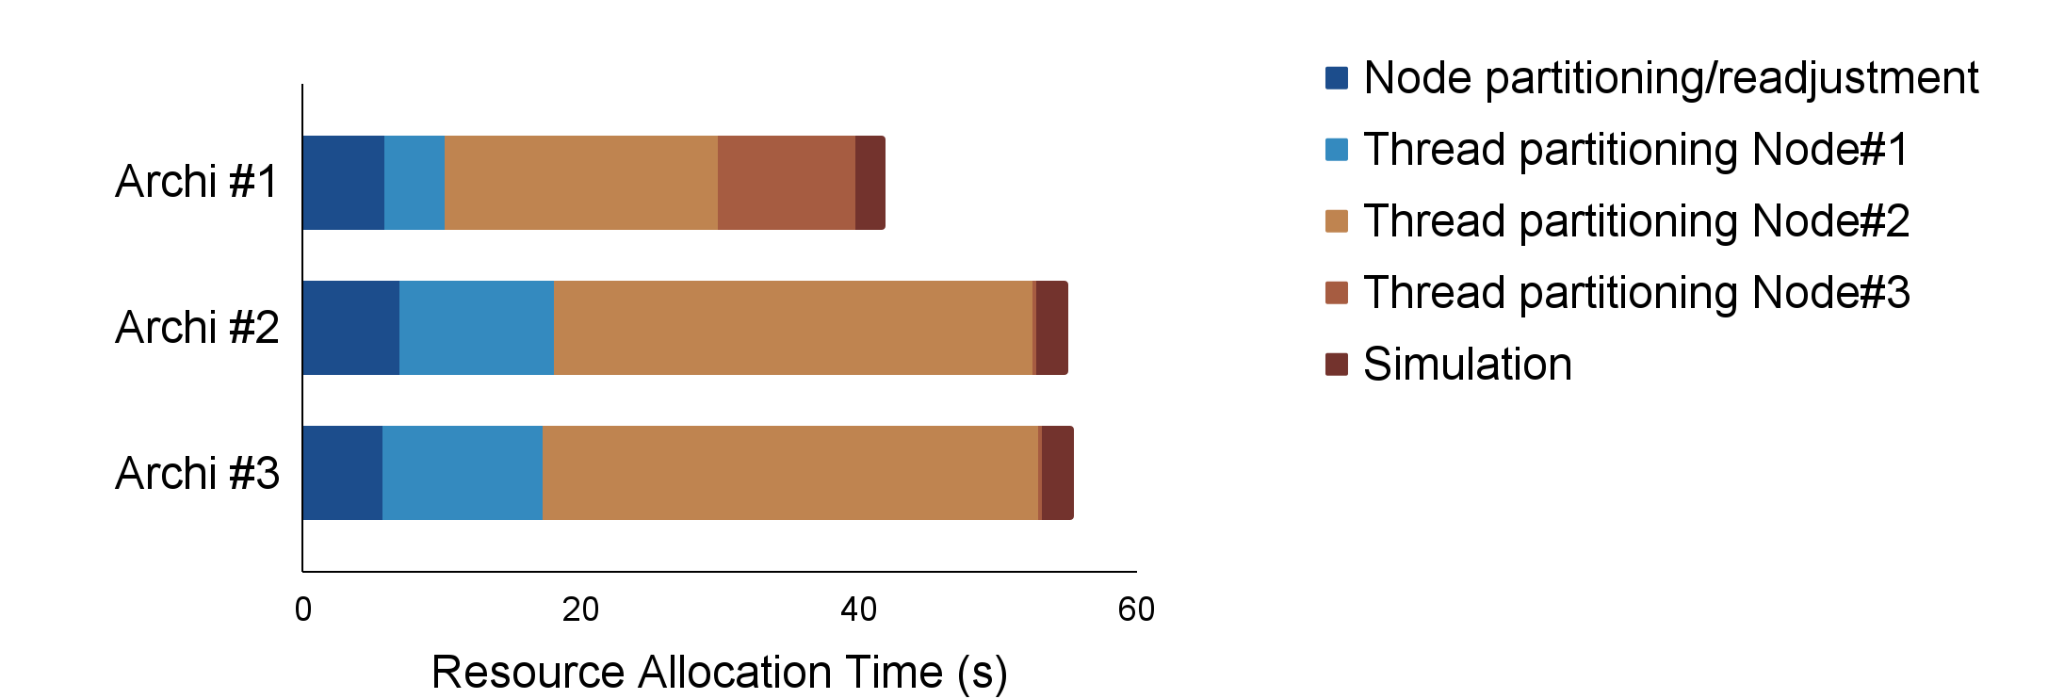 Node partitioning/readjustment
Thread partitioning Node#1
Thread partitioning Node#2
Thread partitioning Node#3
Simulation
Archi #1
Archi #2
Archi #3
0 20 40 60
Resource Allocation Time (s)